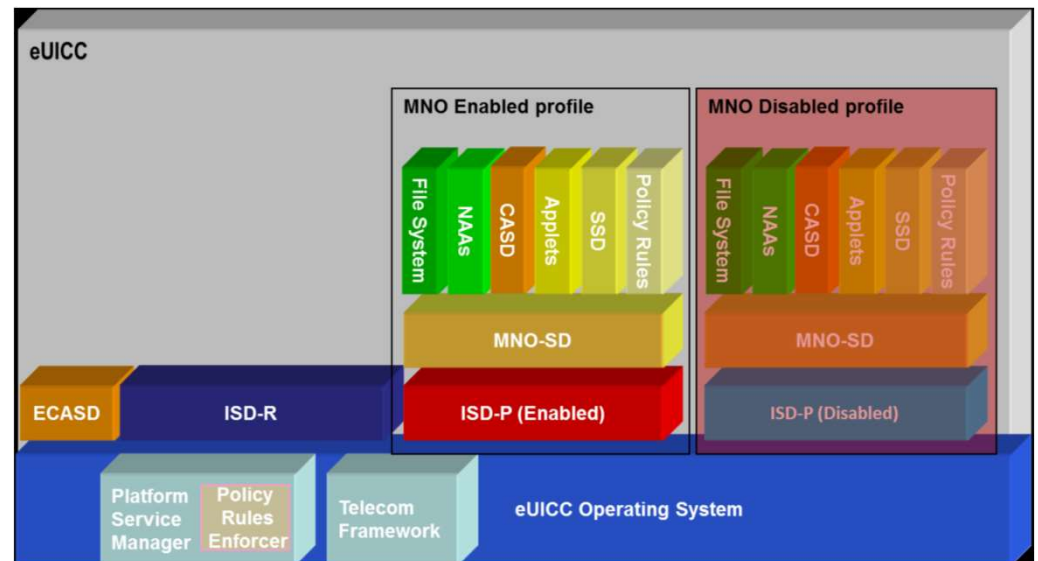 eUICC
MNO Enabled profile
File System
NAAs
CASD
Applets
SSD
Policy Rules
MNO-SD
ISD-P (Enabled)
MNO Disabled profile
File System
NAAs
CASD
Applets
SSD
Policy Rules
MNO-SD
ISD-P (Disabled)
ECASD
ISD-R
Platform
Service
Manager
Policy
Rules
Enforcer
Telecom
Framework
eUICC Operating System